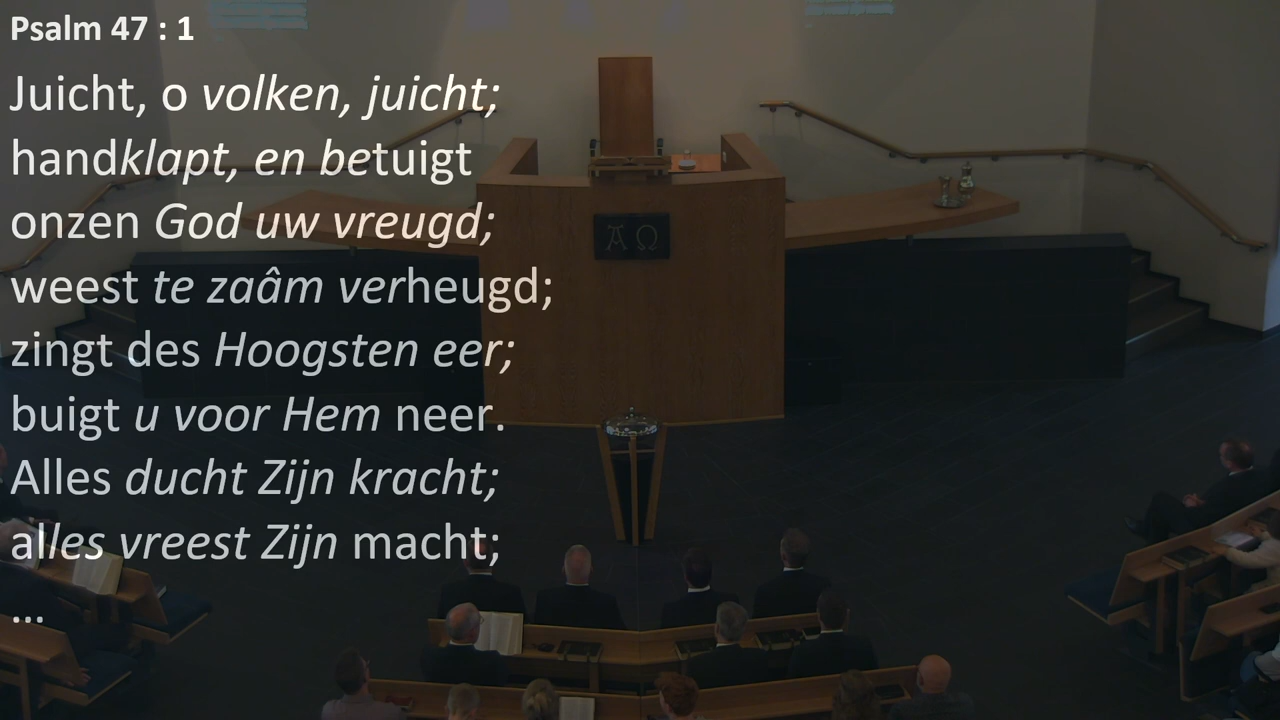 Psalm 47 : 1
Juicht, o volken, juicht;
handklapt, en betuigt
onzen God uw vreugd;
weest te zaâm verheugd;
zingt des Hoogsten eer;
buigt u voor Hem neer.
Alles ducht Zijn kracht;
alles vreest Zijn macht;
...
Α Ω